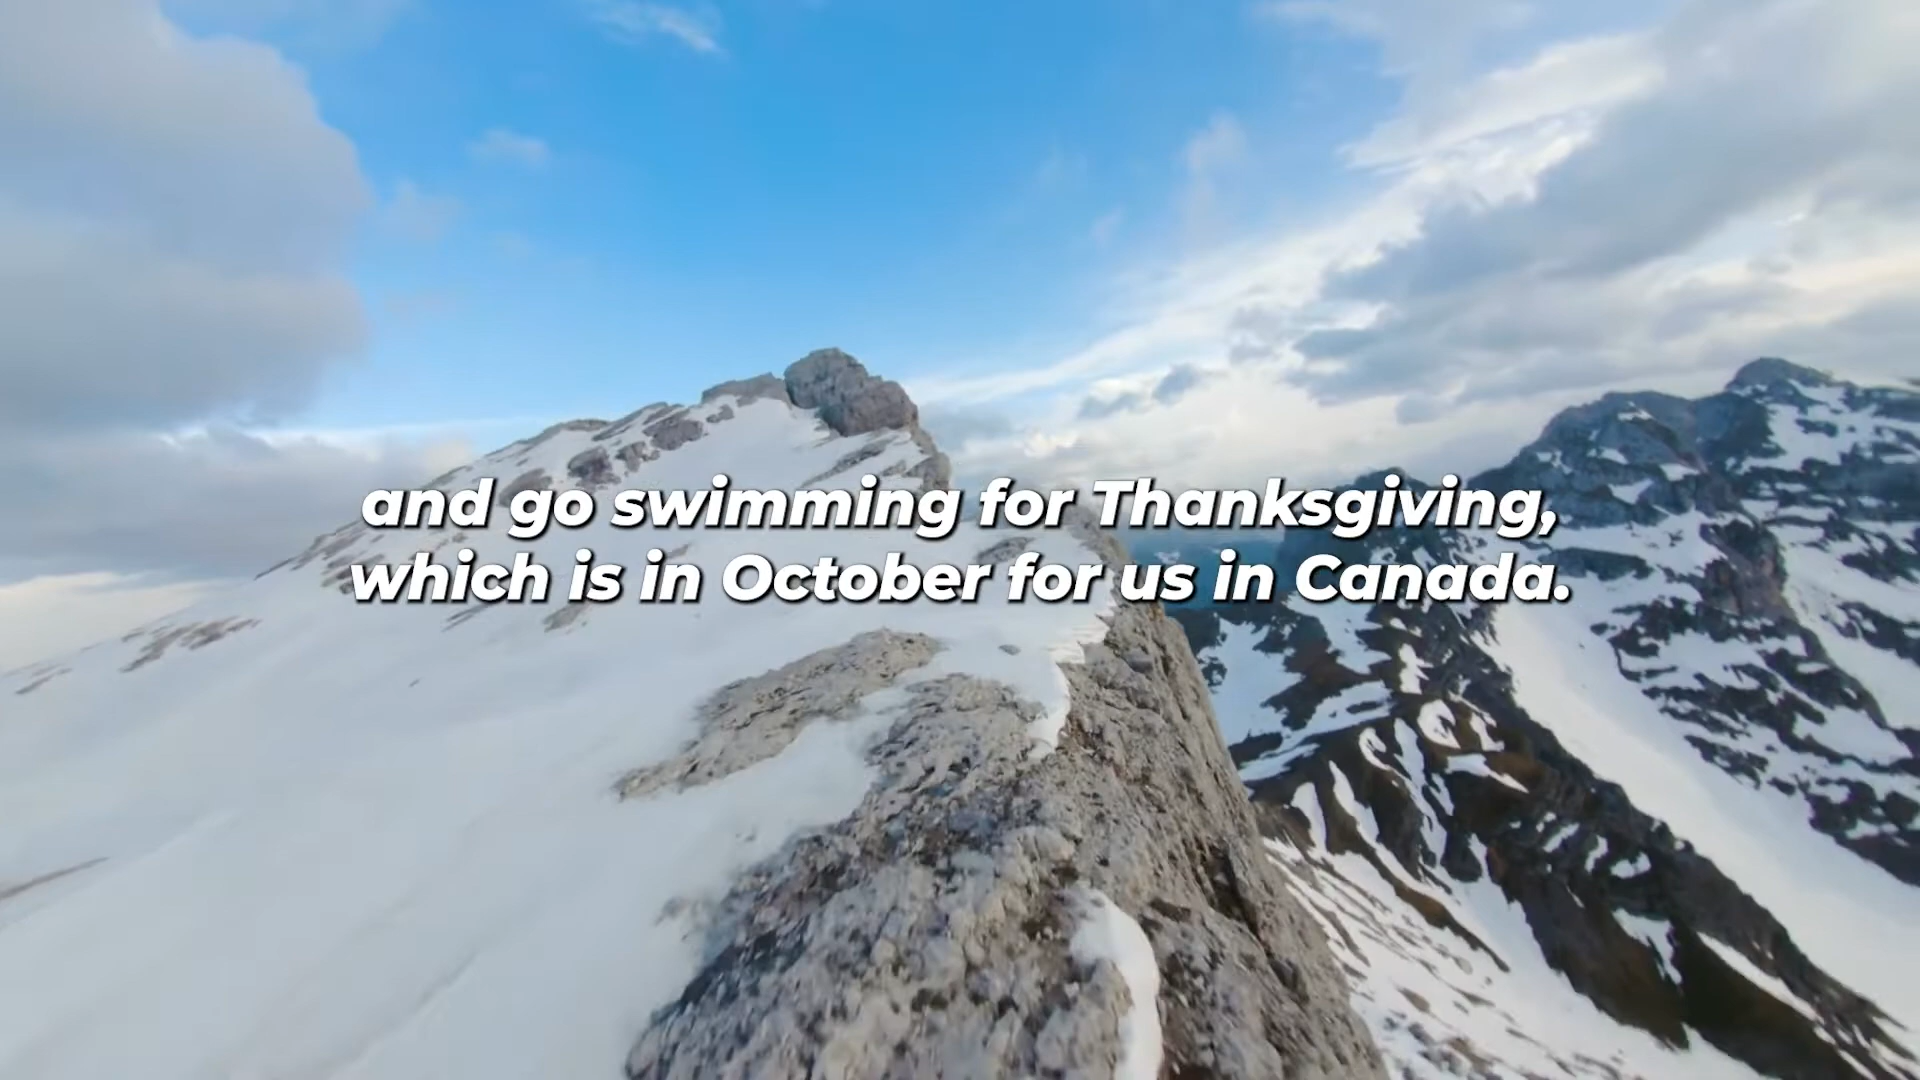 and go swimming for Thanksgiving,
which is in October for us in Canada.